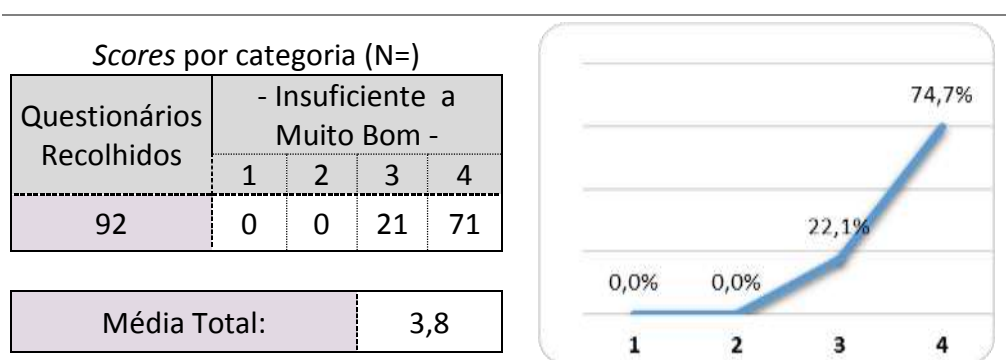 Scores por categoria (N=)
Questionários
Recolhidos
- Insuficiente a
Muito Bom -
1 2 3 4
92 0 0 21 71
Média Total: 3,8
74,7%
22,1%
0,0% 0,0%
1 2 3 4